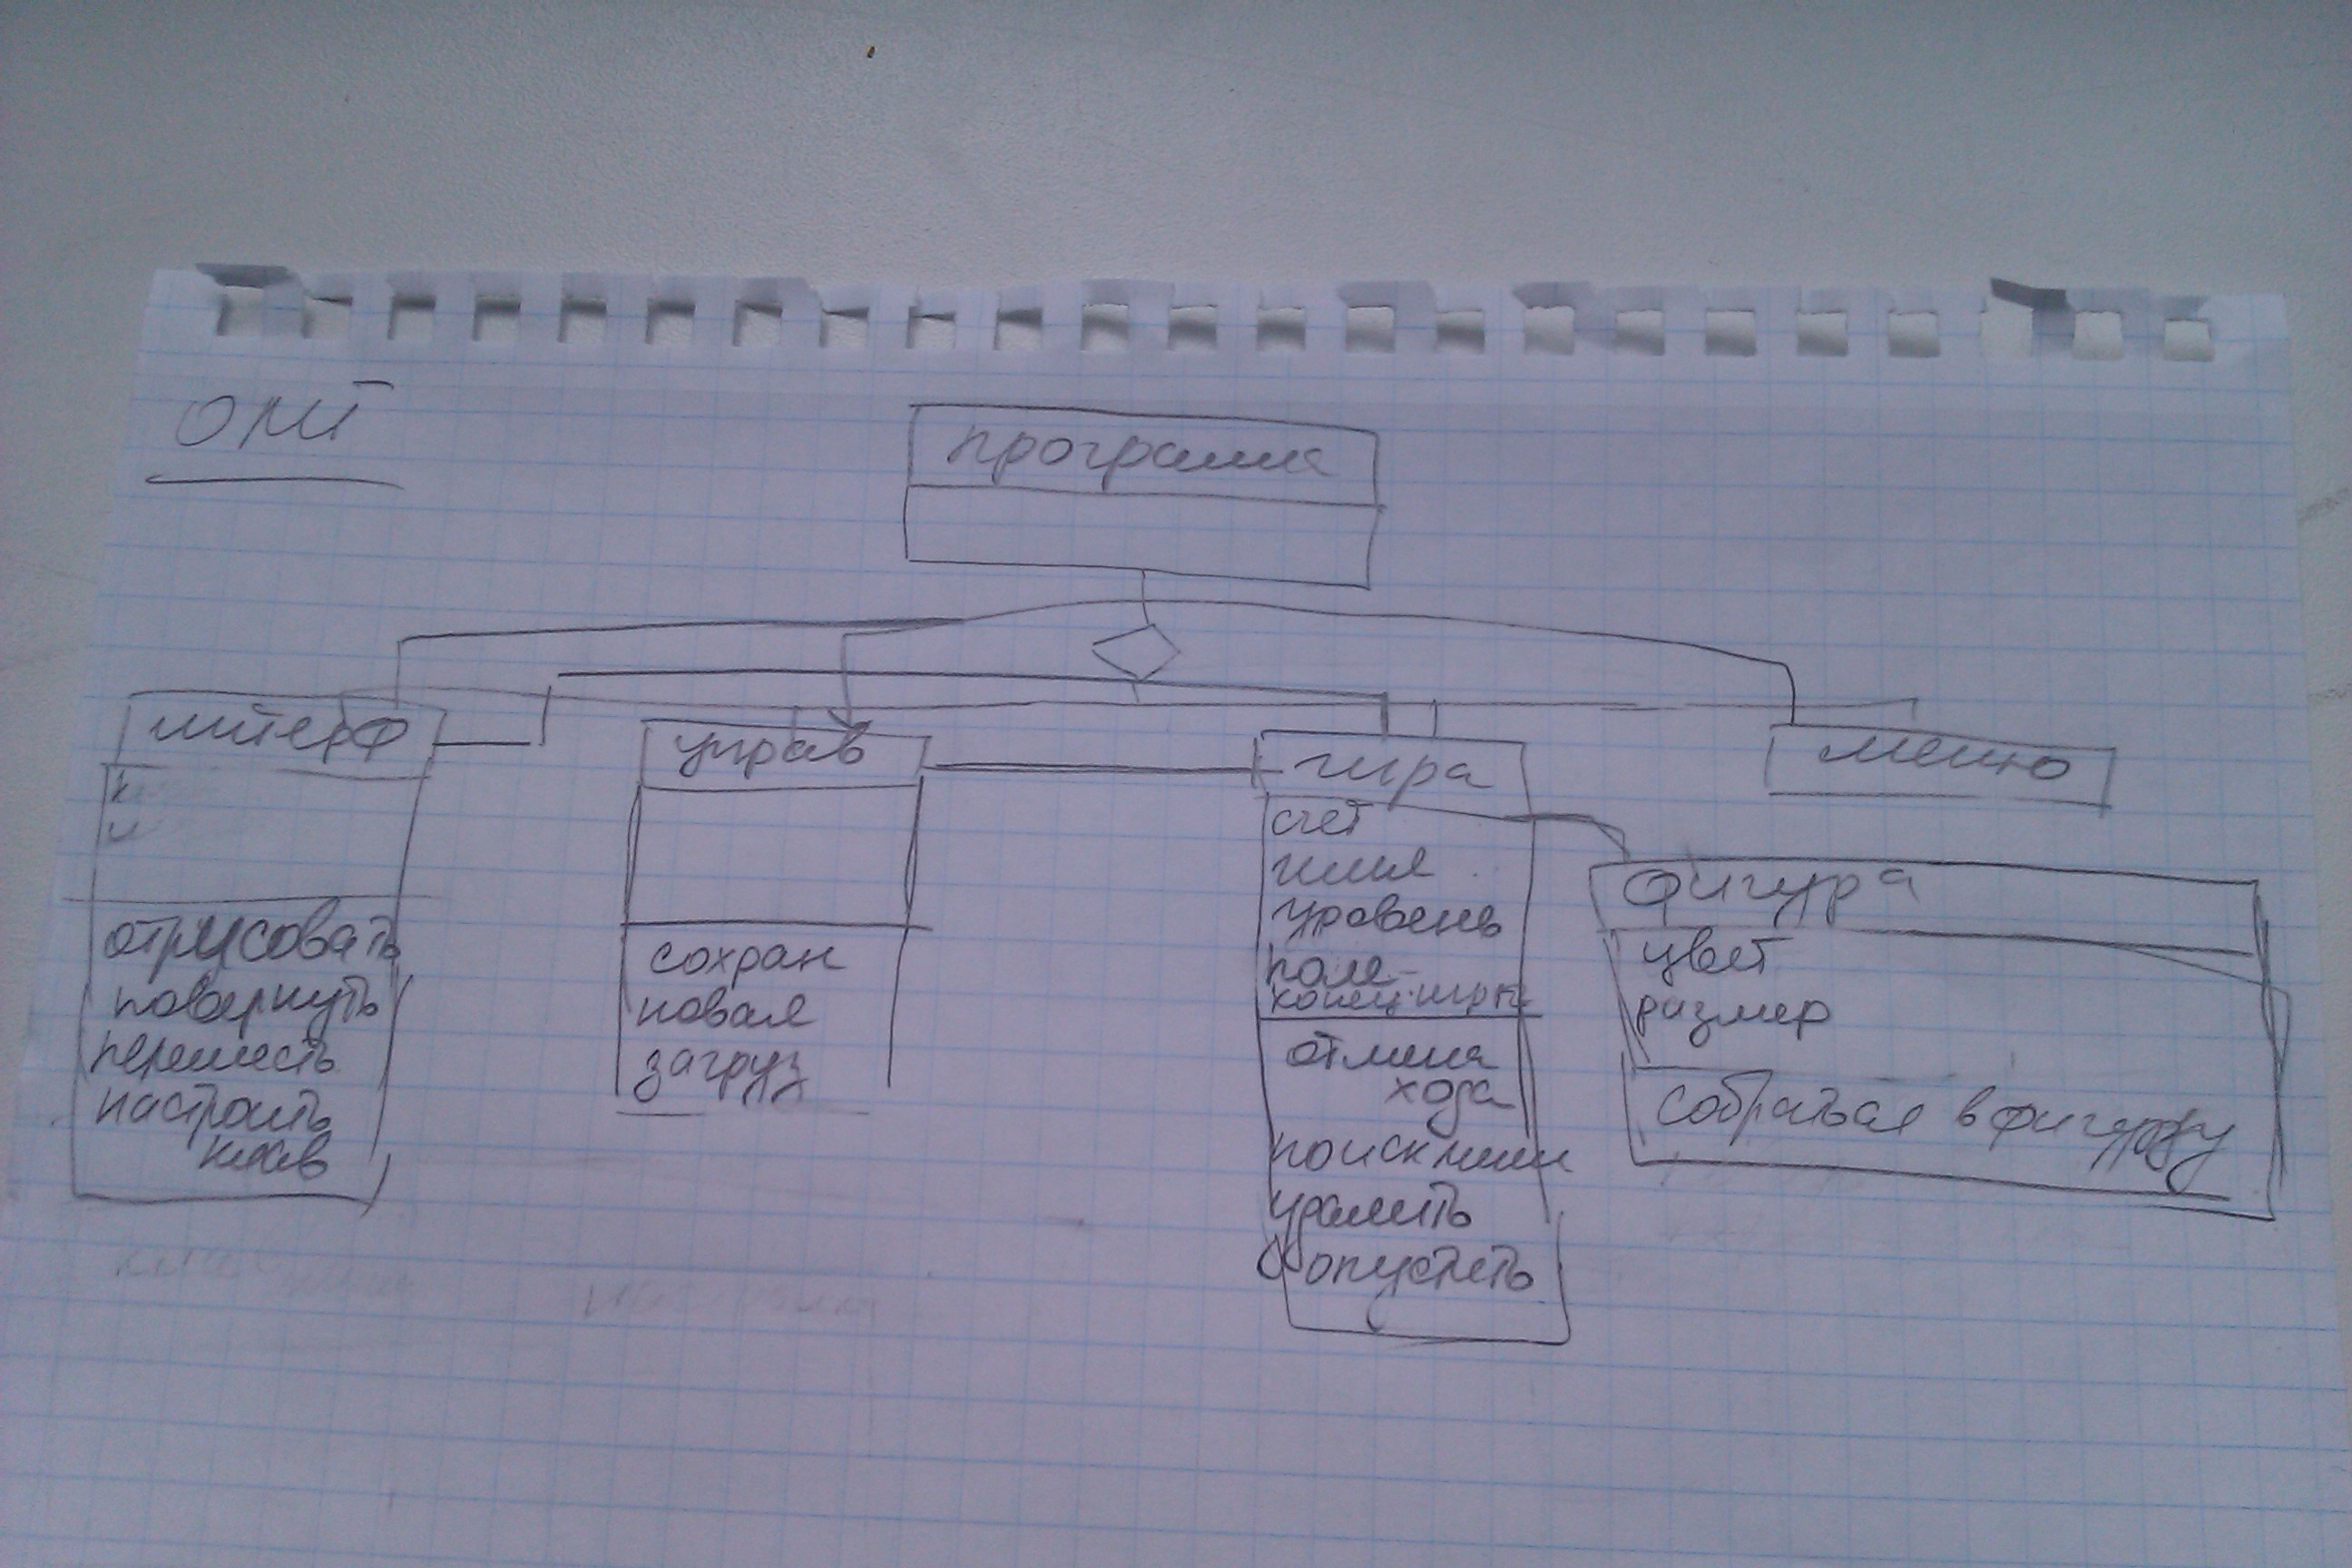 ОМТ
программа
интерф
управ
игра
меню
отрисовать
повернуть
переместь
настроить
клав
сохран
новая
загруз
счет
имя
уровень
поле
конец игры
отмена
хода
поиск линии
удалить
опустить
фигура
цвет
размер
собраться в фигуру